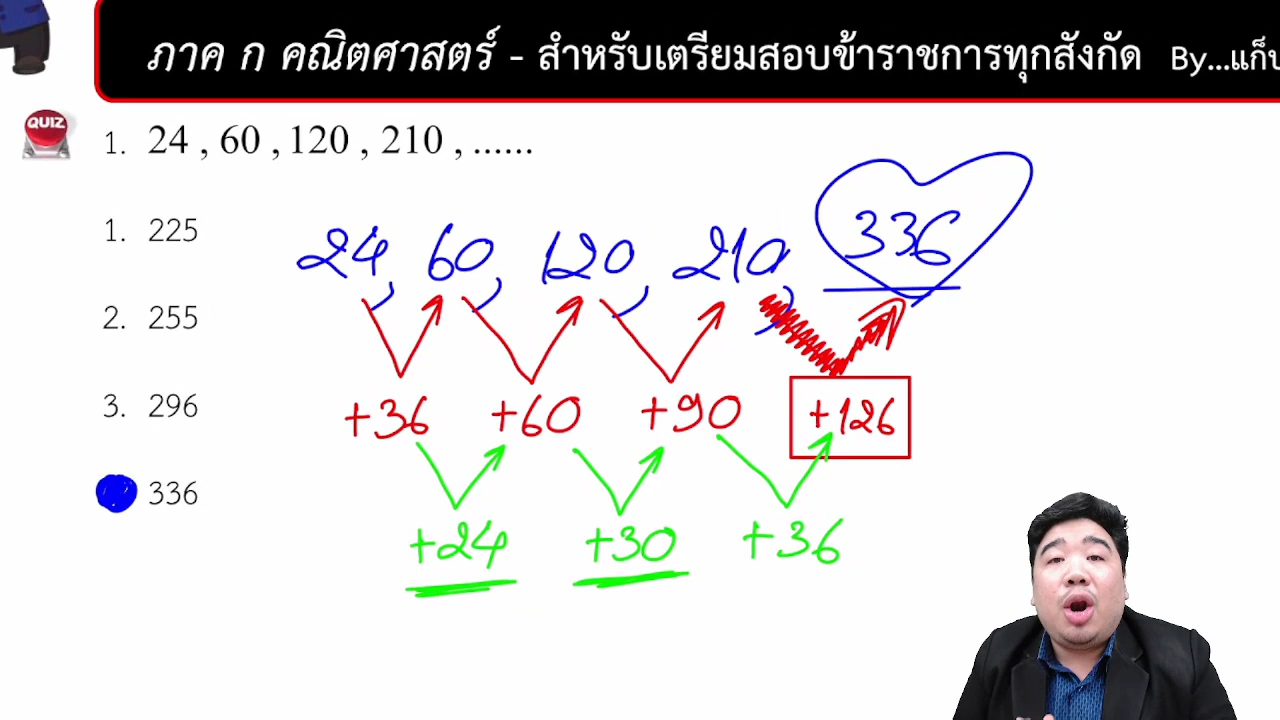 ภาค ก คณิตศาสตร์ - สำหรับเตรียมสอบข้าราชการทุกสังกัด By...แก็ป
QUIZ
1. 24 , 60 , 120 , 210 , ......
1. 225
2. 255
3. 296
336
24, 60, 120, 210, 336
+36 +60 +90 +126
+24 +30 +36